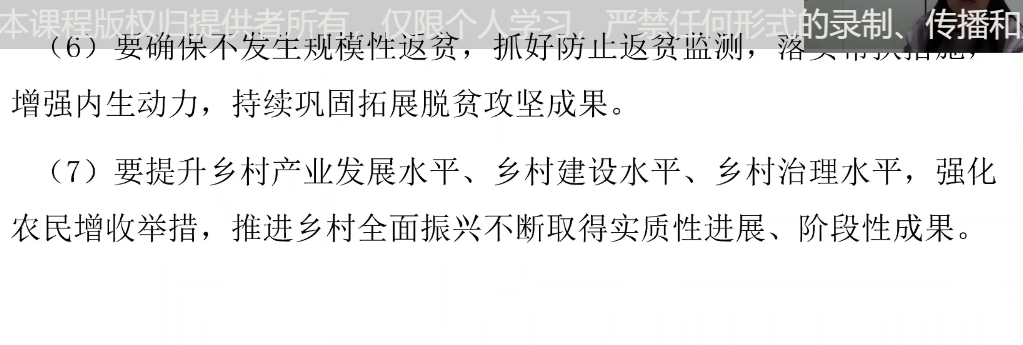 本课程版权归提供者所有，仅限个人学习，严禁任何形式的录制、传播和
（6）要确保不发生规模性返贫，抓好防止返贫监测，落实帮扶措施，
增强内生动力，持续巩固拓展脱贫攻坚成果。
（7）要提升乡村产业发展水平、乡村建设水平、乡村治理水平，强化
农民增收举措，推进乡村全面振兴不断取得实质性进展、阶段性成果。